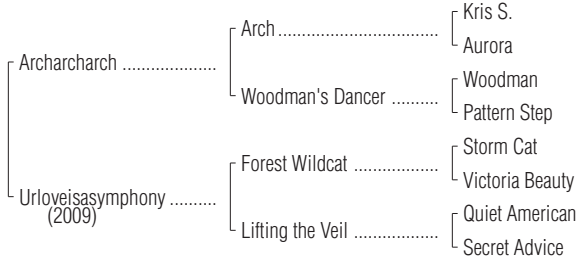 Kris S.
Arch ..................................
Aurora
Archarcharch ....................
Woodman
Woodman's Dancer ..........
Pattern Step
Storm Cat
Forest Wildcat ..................
Victoria Beauty
Urloveisasymphony ..........
(2009)
Quiet American
Lifting the Veil ..................
Secret Advice